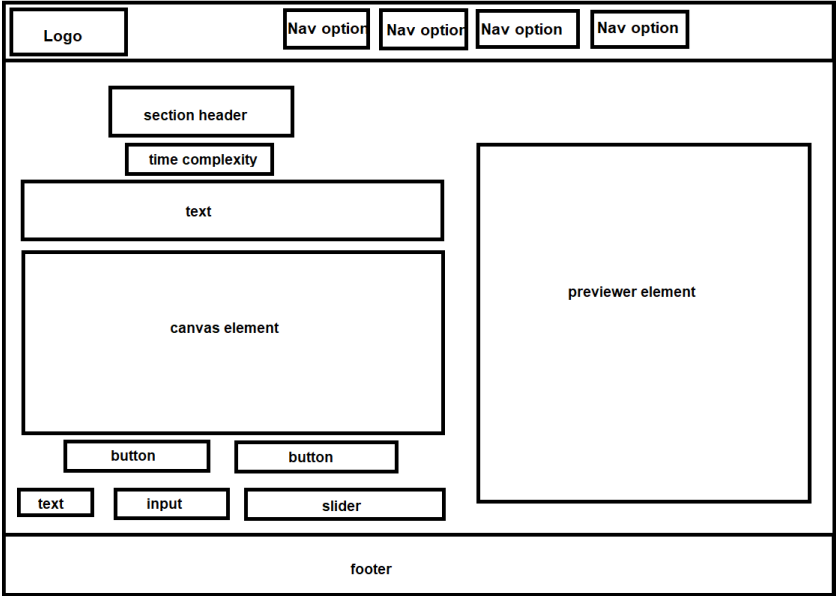 Logo
Nav option
Nav option
Nav option
Nav option
section header
time complexity
text
canvas element
button
button
text
input
slider
previewer element
footer